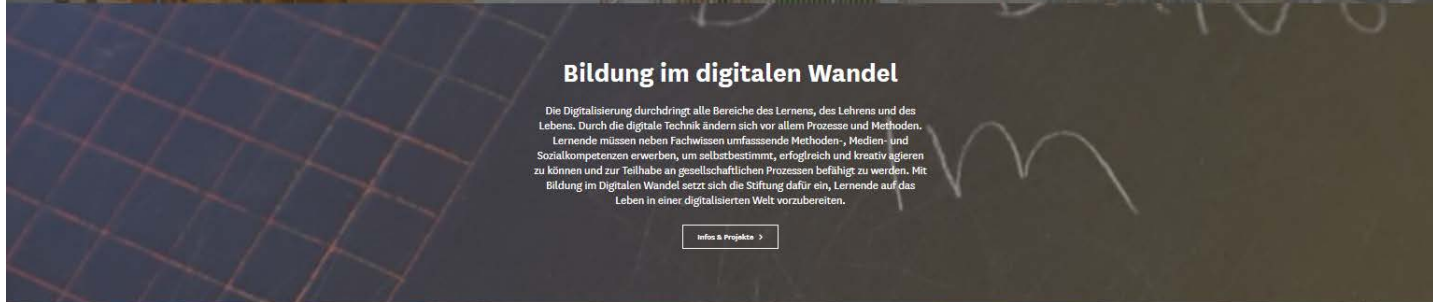 Bildung im digitalen Wandel
Die Digitalisierung durchdringt alle Bereiche des Lernens, des Lehrens und des
Lebens. Durch die digitale Technik ändern sich vor allem Prozesse und Methoden.
Lernende müssen neben Fachwissen umfasssende Methoden-, Medien- und
Sozialkompetenzen erwerben, um selbstbestimmt, erfoglreich und kreativ agieren
zu können und zur Teilhabe an gesellschaftlichen Prozessen befähigt zu werden. Mit
Bildung im Digitalen Wandel setzt sich die Stiftung dafür ein, Lernende auf das
Leben in einer digitalisierten Welt vorzubereiten.
Infos & Projekte >